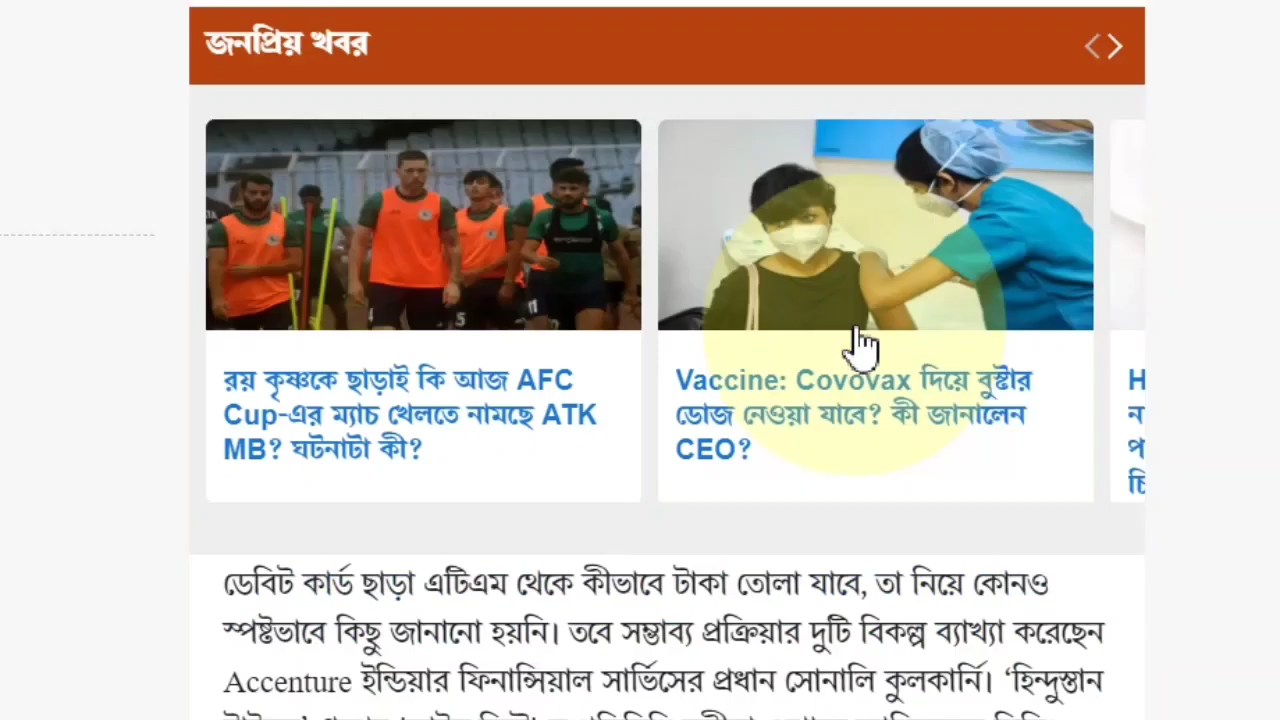 জনপ্রিয় খবর
রয় কৃষ্ণকে ছাড়াই কি আজ AFC
Cup-এর ম্যাচ খেলতে নামছে ATK
MB? ঘটনাটা কী?
Vaccine: Covovax দিয়ে বুস্টার
ডোজ নেওয়া যাবে? কী জানালেন
CEO?
ডেবিট কার্ড ছাড়া এটিএম থেকে কীভাবে টাকা তোলা যাবে, তা নিয়ে কোনও
স্পষ্টভাবে কিছু জানানো হয়নি। তবে সম্ভাব্য প্রক্রিয়ার দুটি বিকল্প ব্যাখ্যা করেছেন
Accenture ইন্ডিয়ার ফিনান্সিয়াল সার্ভিসের প্রধান সোনালি কুলকার্নি। ‘হিন্দুস্তান